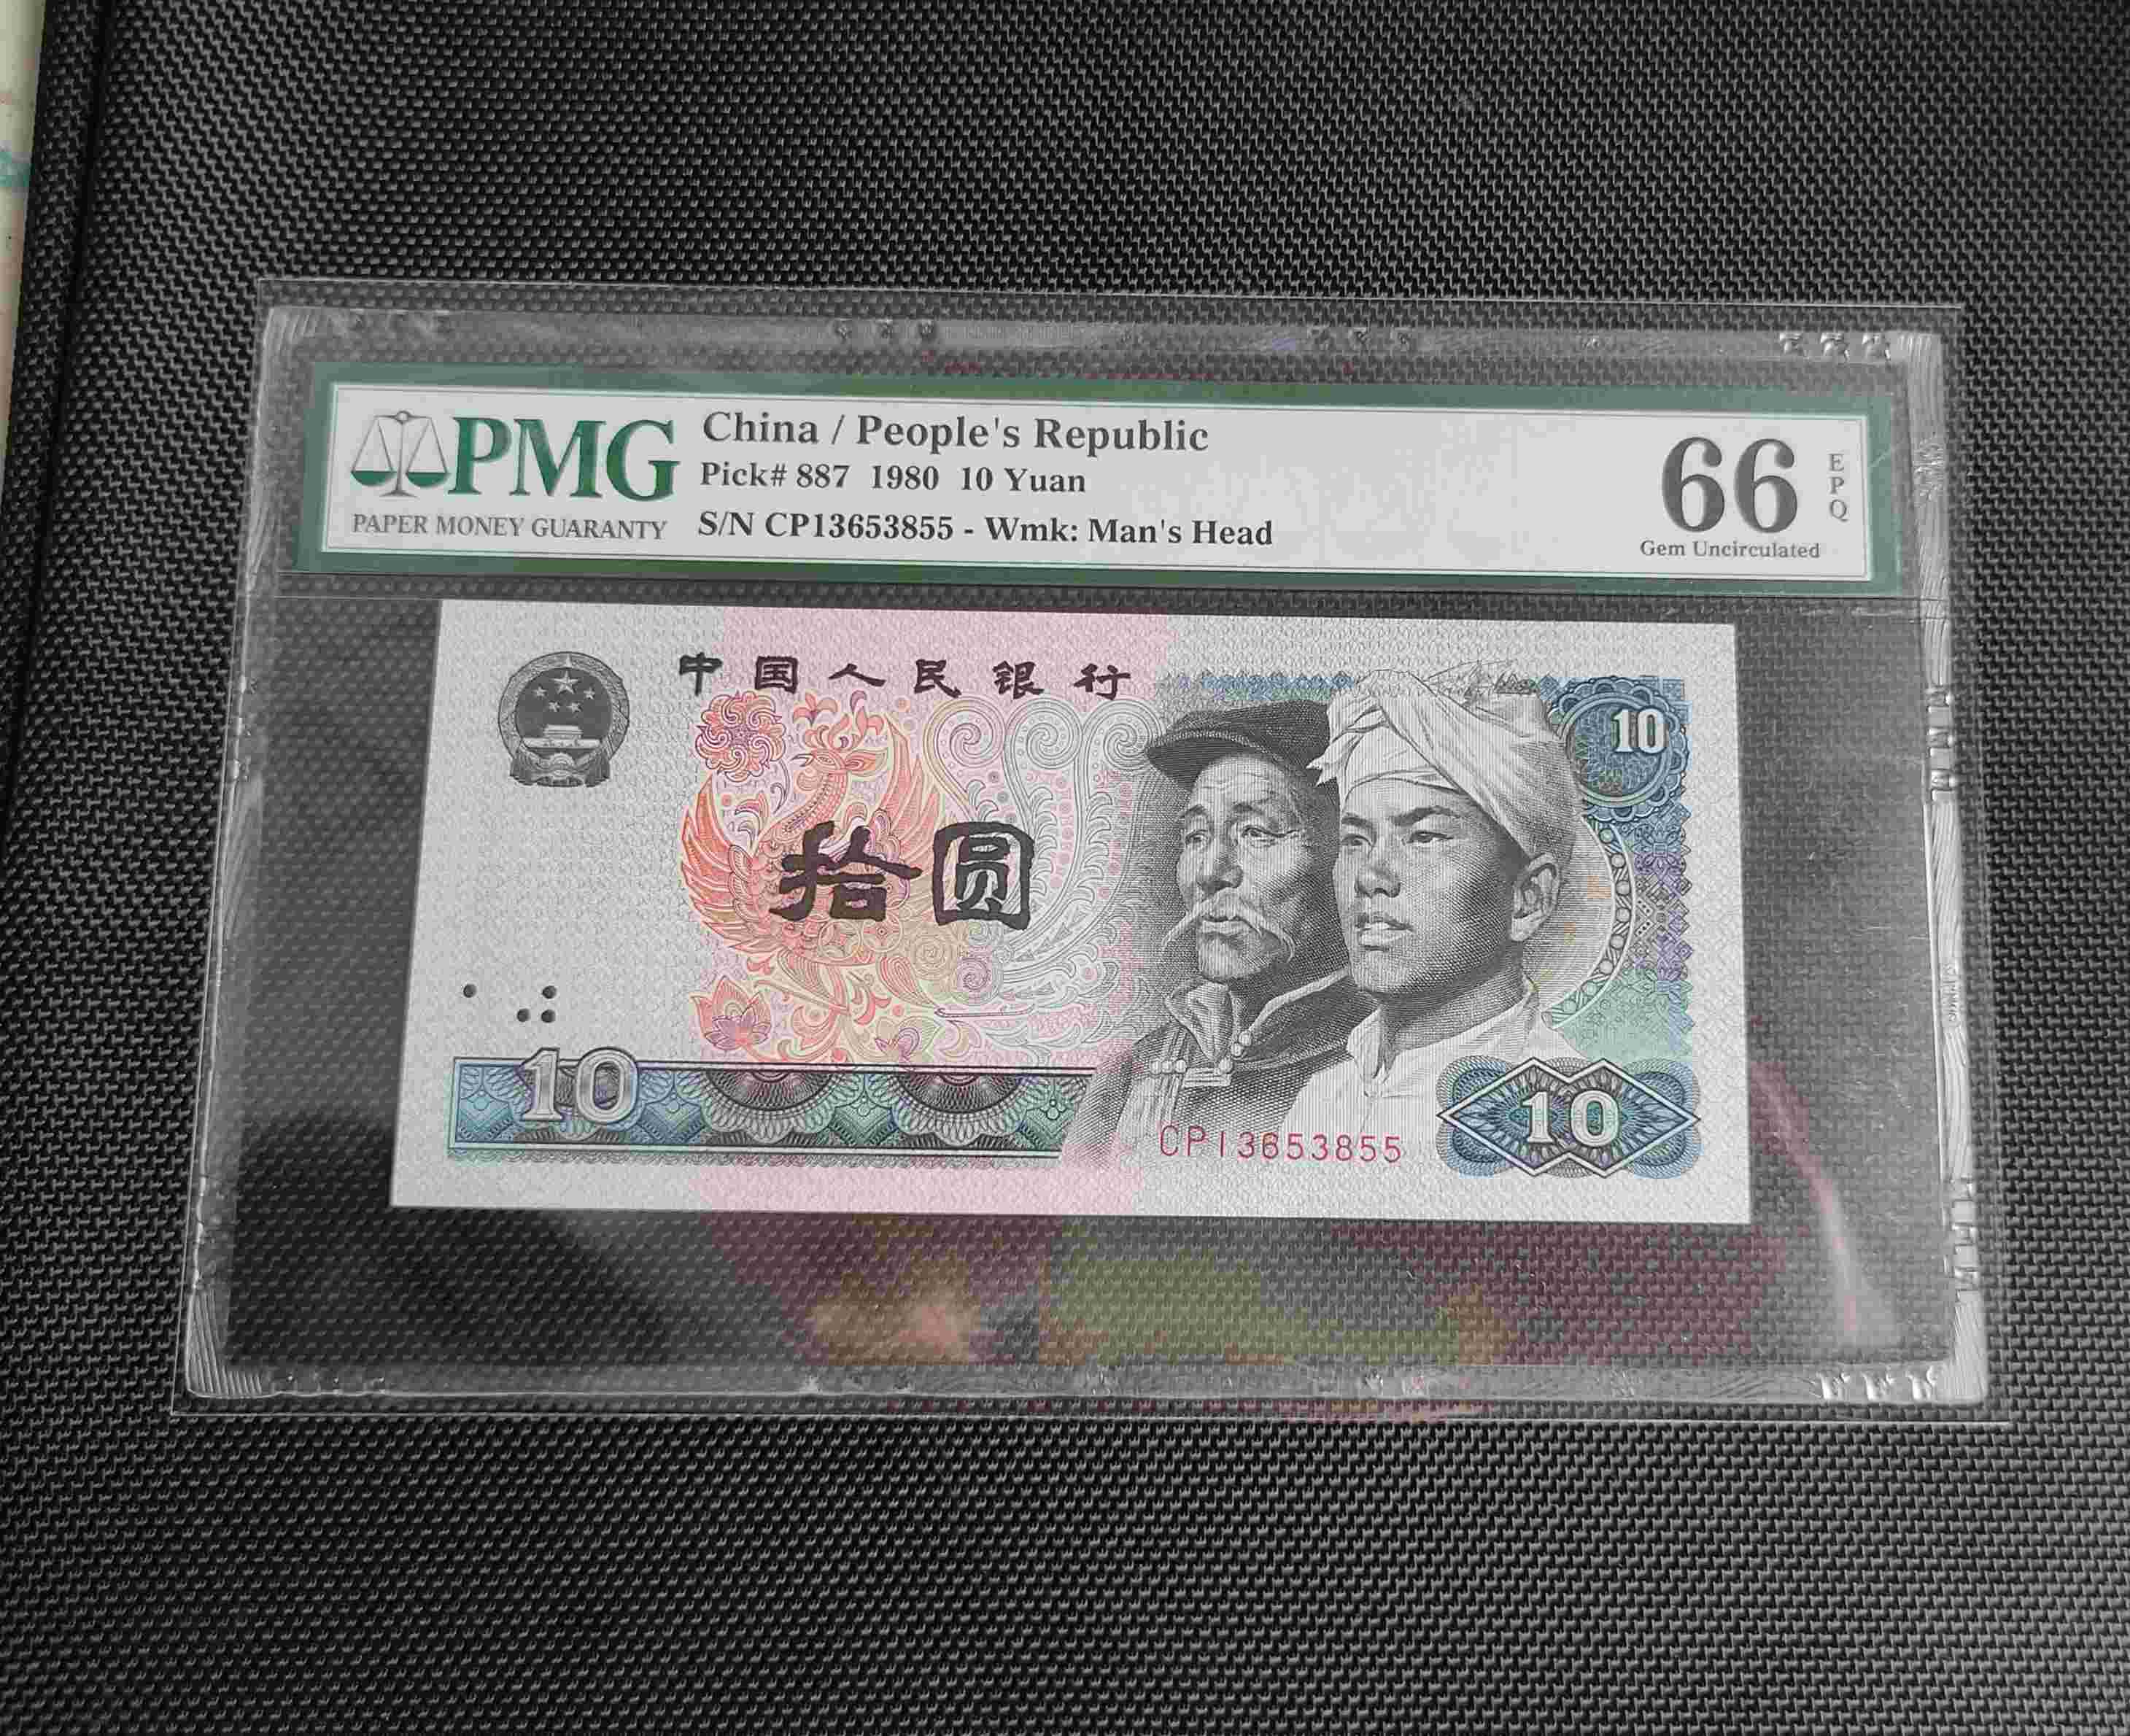 PMG
PAPER MONEY GUARANTY
China / People's Republic
Pick# 887 1980 10 Yuan
S/N CP13653855 - Wmk: Man's Head
66
EPQ
Gem Uncirculated
中国人民银行
10
拾圆
10
CP13653855
10